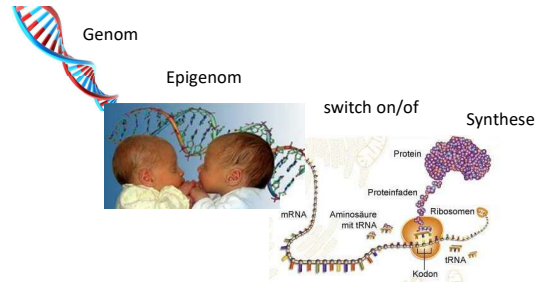 Genom
Epigenom
switch on/of
Synthese
Protein
Proteinfaden
mRNA
Aminosäure
mit tRNA
Ribosomen
tRNA
Kodon